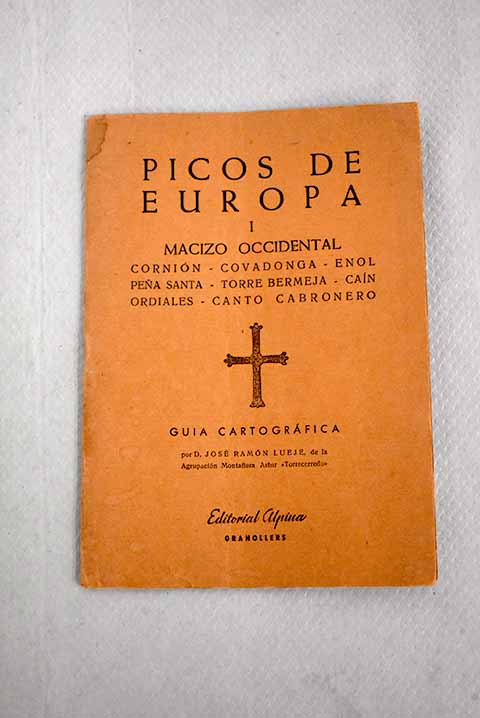 PICOS DE
EUROPA
I
MACIZO OCCIDENTAL
CORNIÓN - COVADONGA - ENOL
PEÑA SANTA - TORRE BERMEJA - CAÍN
ORDIALES - CANTO CABRONERO
GUIA CARTOGRÁFICA
por D. JOSÉ RAMÓN LUEJE, de la
Agrupación Montañera Astur «Torrecerredo»
Editorial Alpina
GRANOLLERS